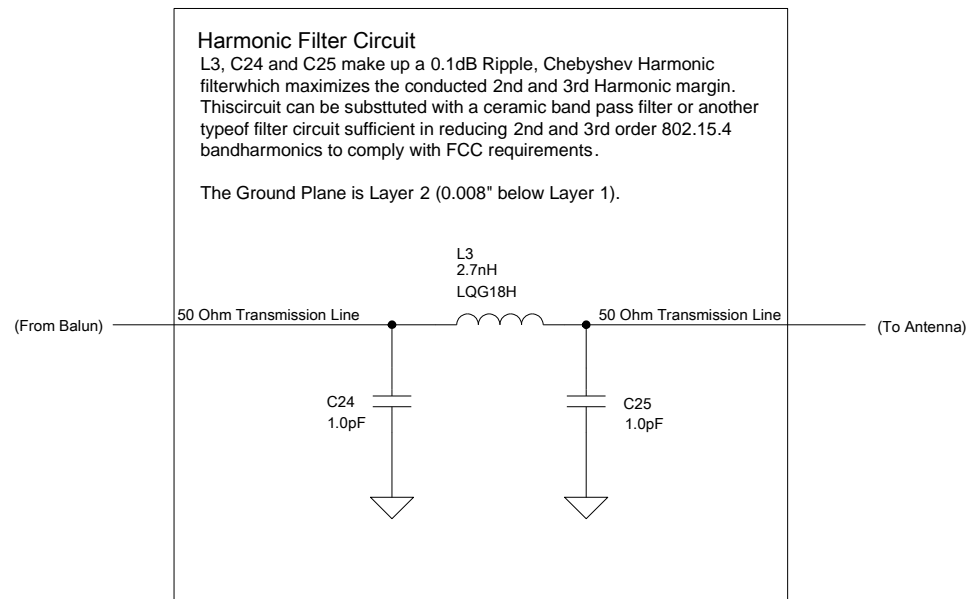 Harmonic Filter Circuit
L3, C24 and C25 make up a 0.1dB Ripple, Chebyshev Harmonic
filterwhich maximizes the conducted 2nd and 3rd Harmonic margin.
Thiscircuit can be substtuted with a ceramic band pass filter or another
typeof filter circuit sufficient in reducing 2nd and 3rd order 802.15.4
bandharmonics to comply with FCC requirements.
The Ground Plane is Layer 2 (0.008" below Layer 1).
L3
2.7nH
LQG18H
(From Balun)
50 Ohm Transmission Line
50 Ohm Transmission Line
(To Antenna)
C24
1.0pF
C25
1.0pF